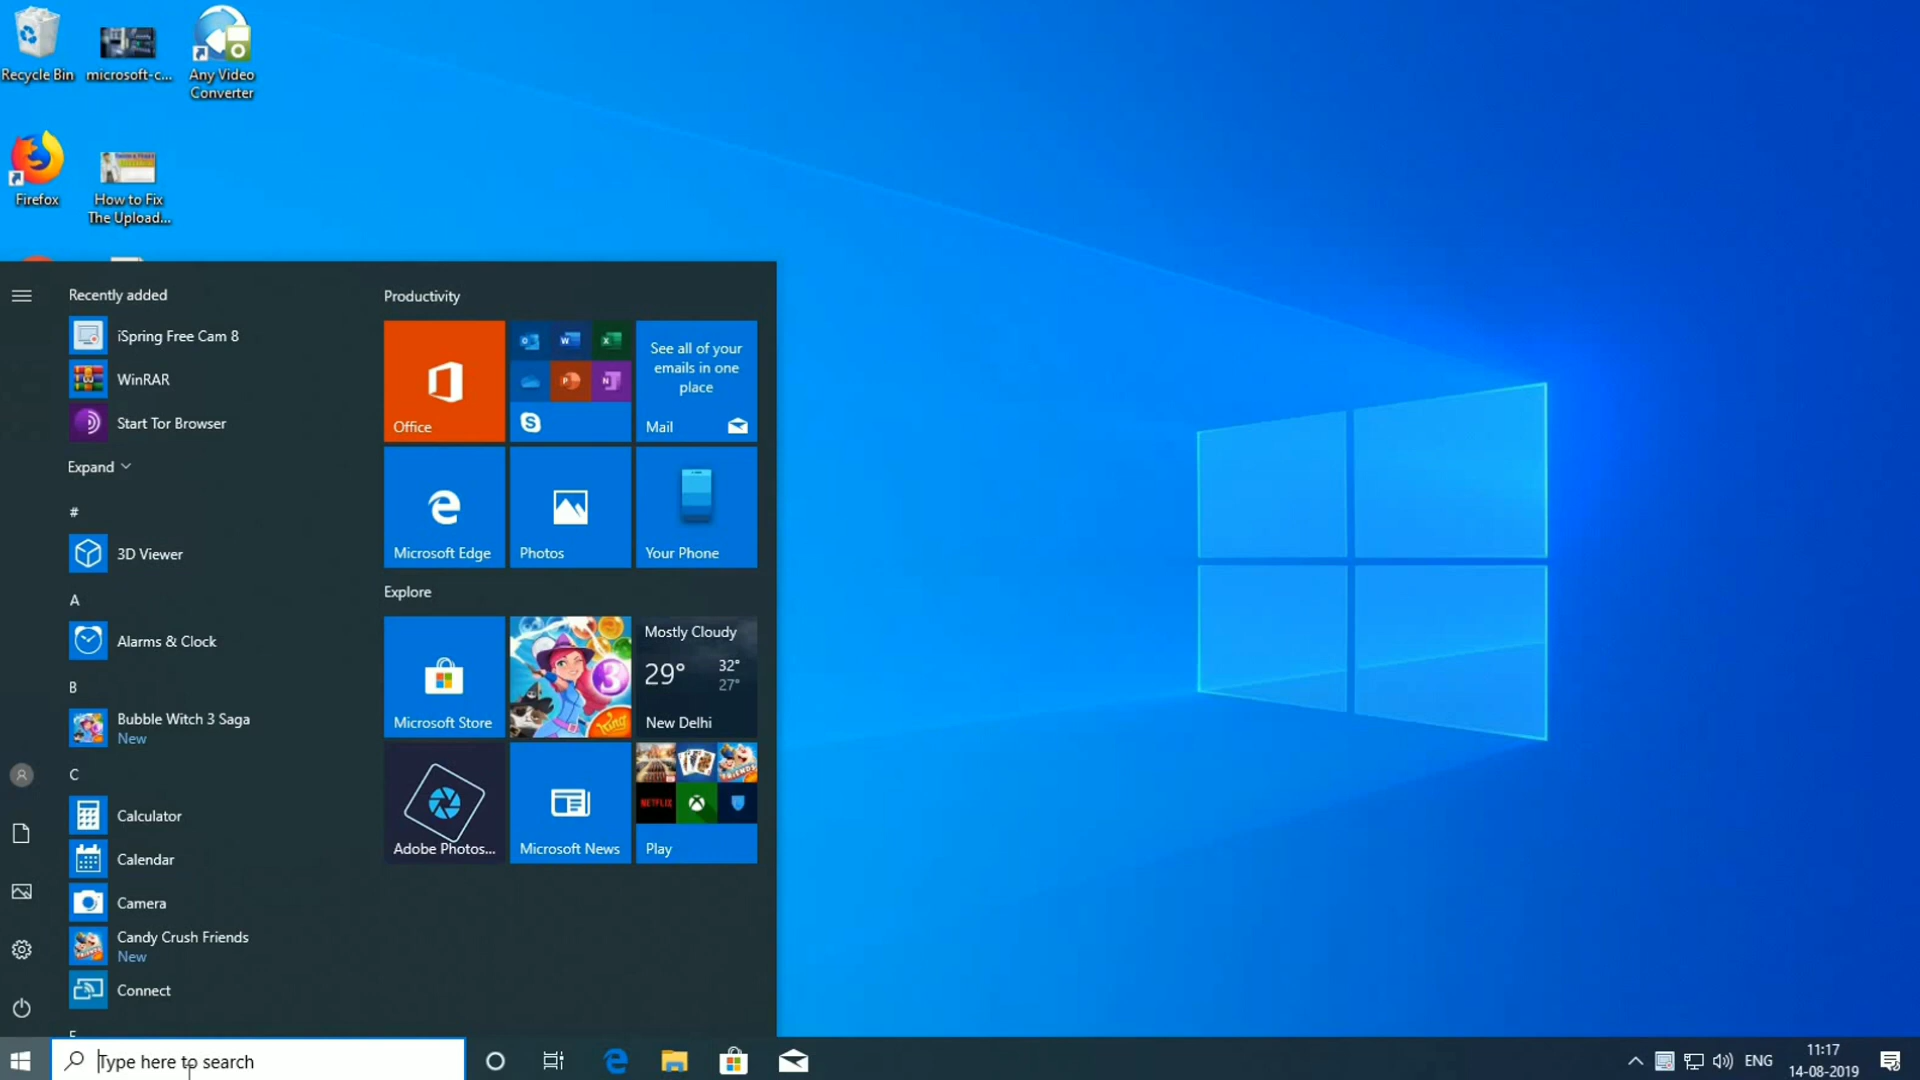 Recycle Bin
microsoft-c...
Any Video
Converter
Firefox
How to Fix
The Upload...
Recently added
iSpring Free Cam 8
WinRAR
Start Tor Browser
Expand
#
3D Viewer
A
Alarms & Clock
B
Bubble Witch 3 Saga
New
C
Calculator
Calendar
Camera
Candy Crush Friends
New
Connect
Productivity
Office
See all of your
emails in one
place
Mail
Microsoft Edge
Photos
Your Phone
Explore
Microsoft Store
3
King
Mostly Cloudy
29° 32°
27°
New Delhi
Adobe Photos...
Microsoft News
NETFLIX
Play
Type here to search
ENG
11:17
14-08-2019